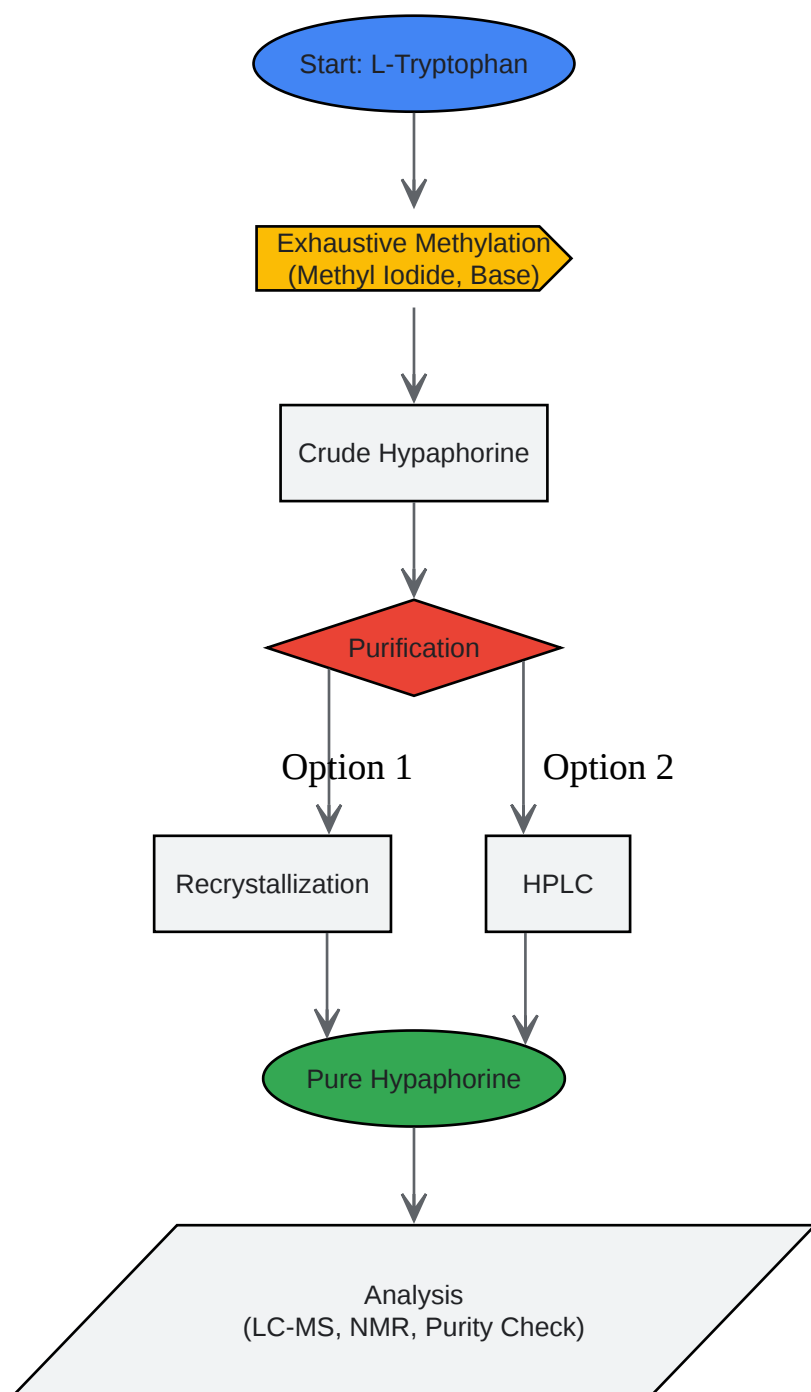 Start: L-Tryptophan
Exhaustive Methylation
(Methyl Iodide, Base)
Crude Hypaphorine
Purification
Option 1
Option 2
Recrystallization
HPLC
Pure Hypaphorine
Analysis
(LC-MS, NMR, Purity Check)